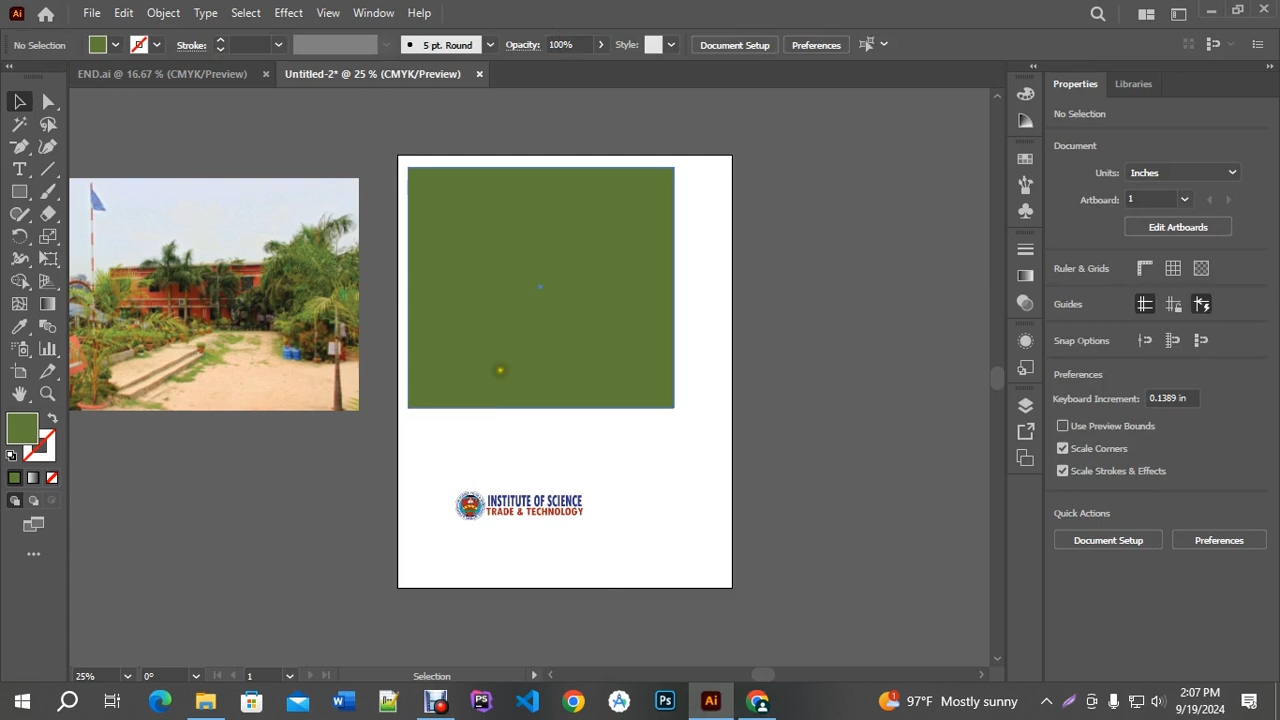 Ai File Edit Object Type Select Effect View Window Help
No Selection Stroke: 5 pt. Round Opacity: 100% Style: Document Setup Preferences
END.ai @ 16.67 % (CMYK/Preview) Untitled-2* @ 25 % (CMYK/Preview)
Properties Libraries
No Selection
Document
Units: Inches
Artboard: 1
Edit Artboards
Ruler & Grids
Guides
Snap Options
Preferences
Keyboard Increment: 0.1389 in
Use Preview Bounds
Scale Corners
Scale Strokes & Effects
Quick Actions
Document Setup Preferences
INSTITUTE OF SCIENCE
TRADE & TECHNOLOGY
25% 0° 1 Selection
PS Ps Ai 1 97°F Mostly sunny 2:07 PM
9/19/2024